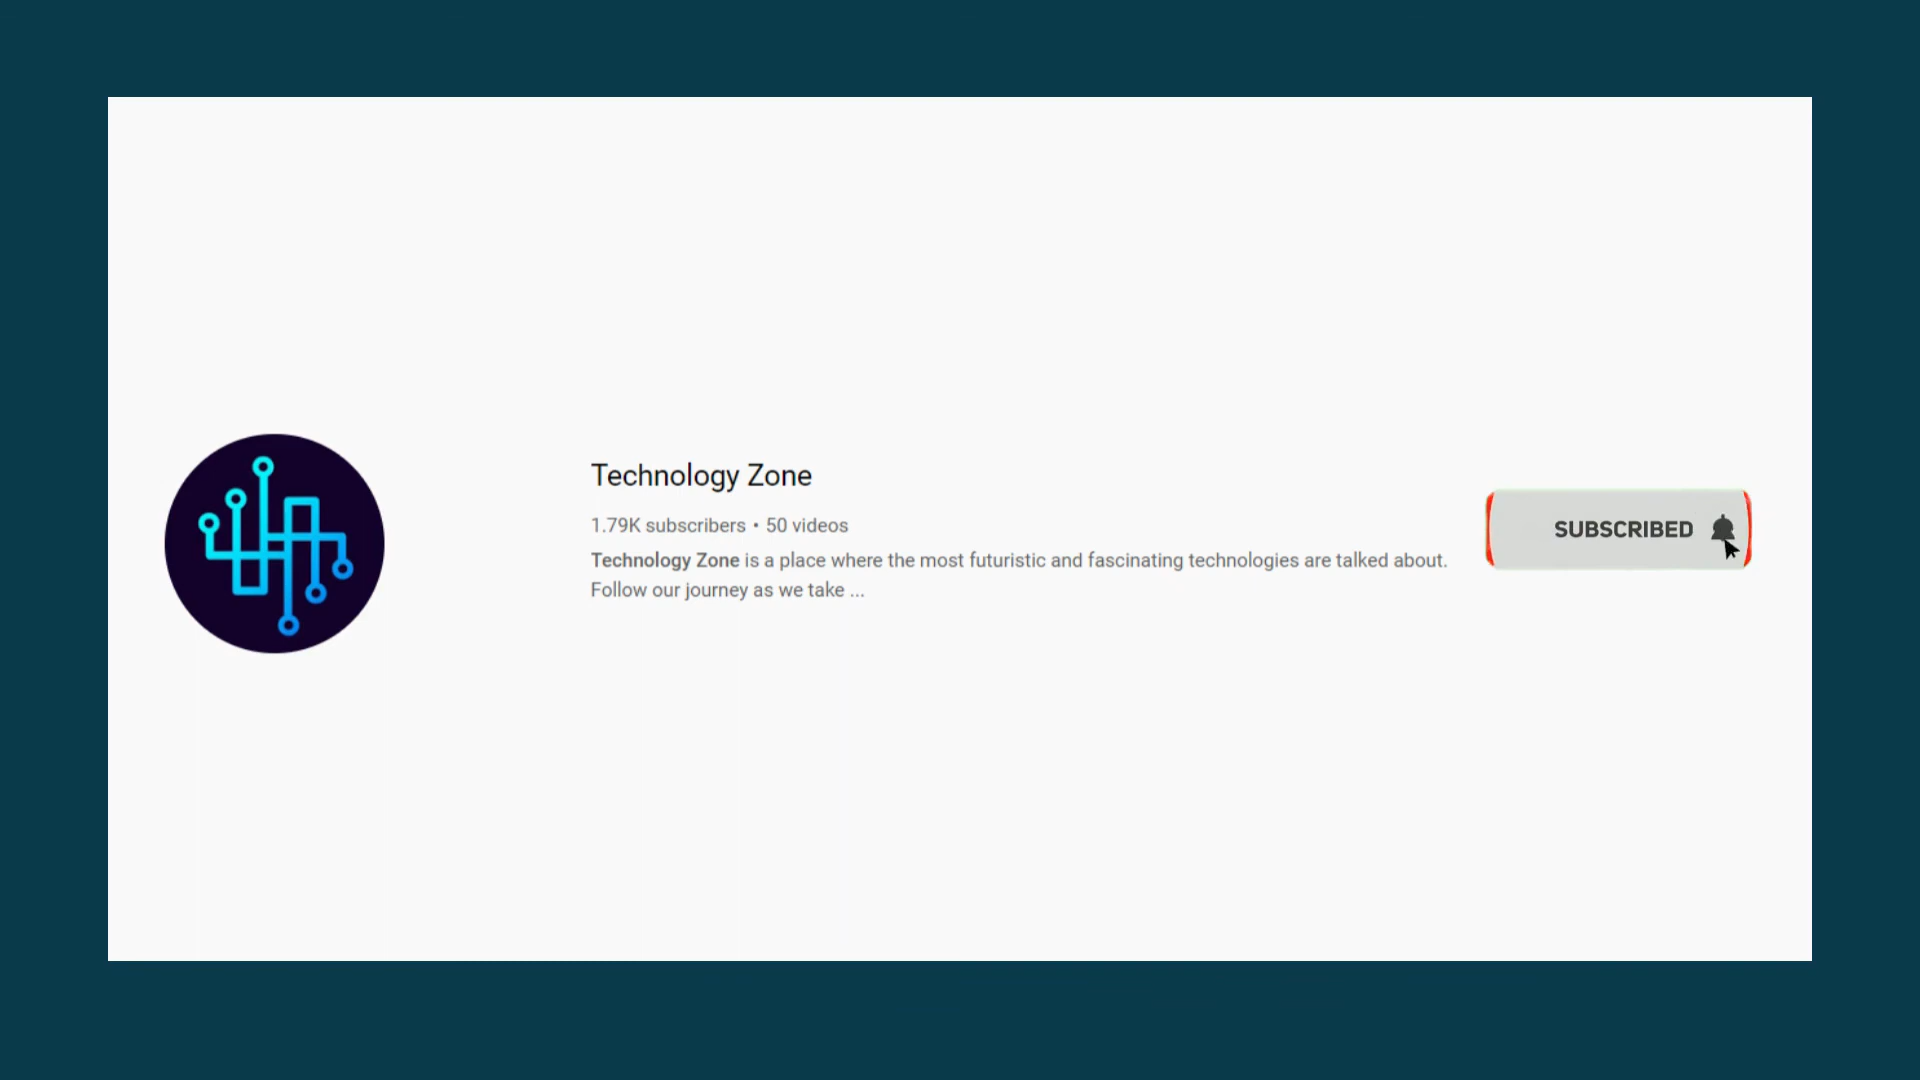 Technology Zone
1.79K subscribers • 50 videos
Technology Zone is a place where the most futuristic and fascinating technologies are talked about.
Follow our journey as we take ...
SUBSCRIBED